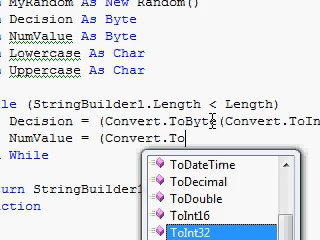 MyRandom As New Random()
Decision As Byte
NumValue As Byte
Lowercase As Char
Uppercase As Char
le (StringBuilder1.Length < Length)
Decision = (Convert.ToByte(Convert.ToIn
NumValue = (Convert.To
While
urn StringBuilder1
nction
ToDateTime
ToDecimal
ToDouble
ToInt16
ToInt32